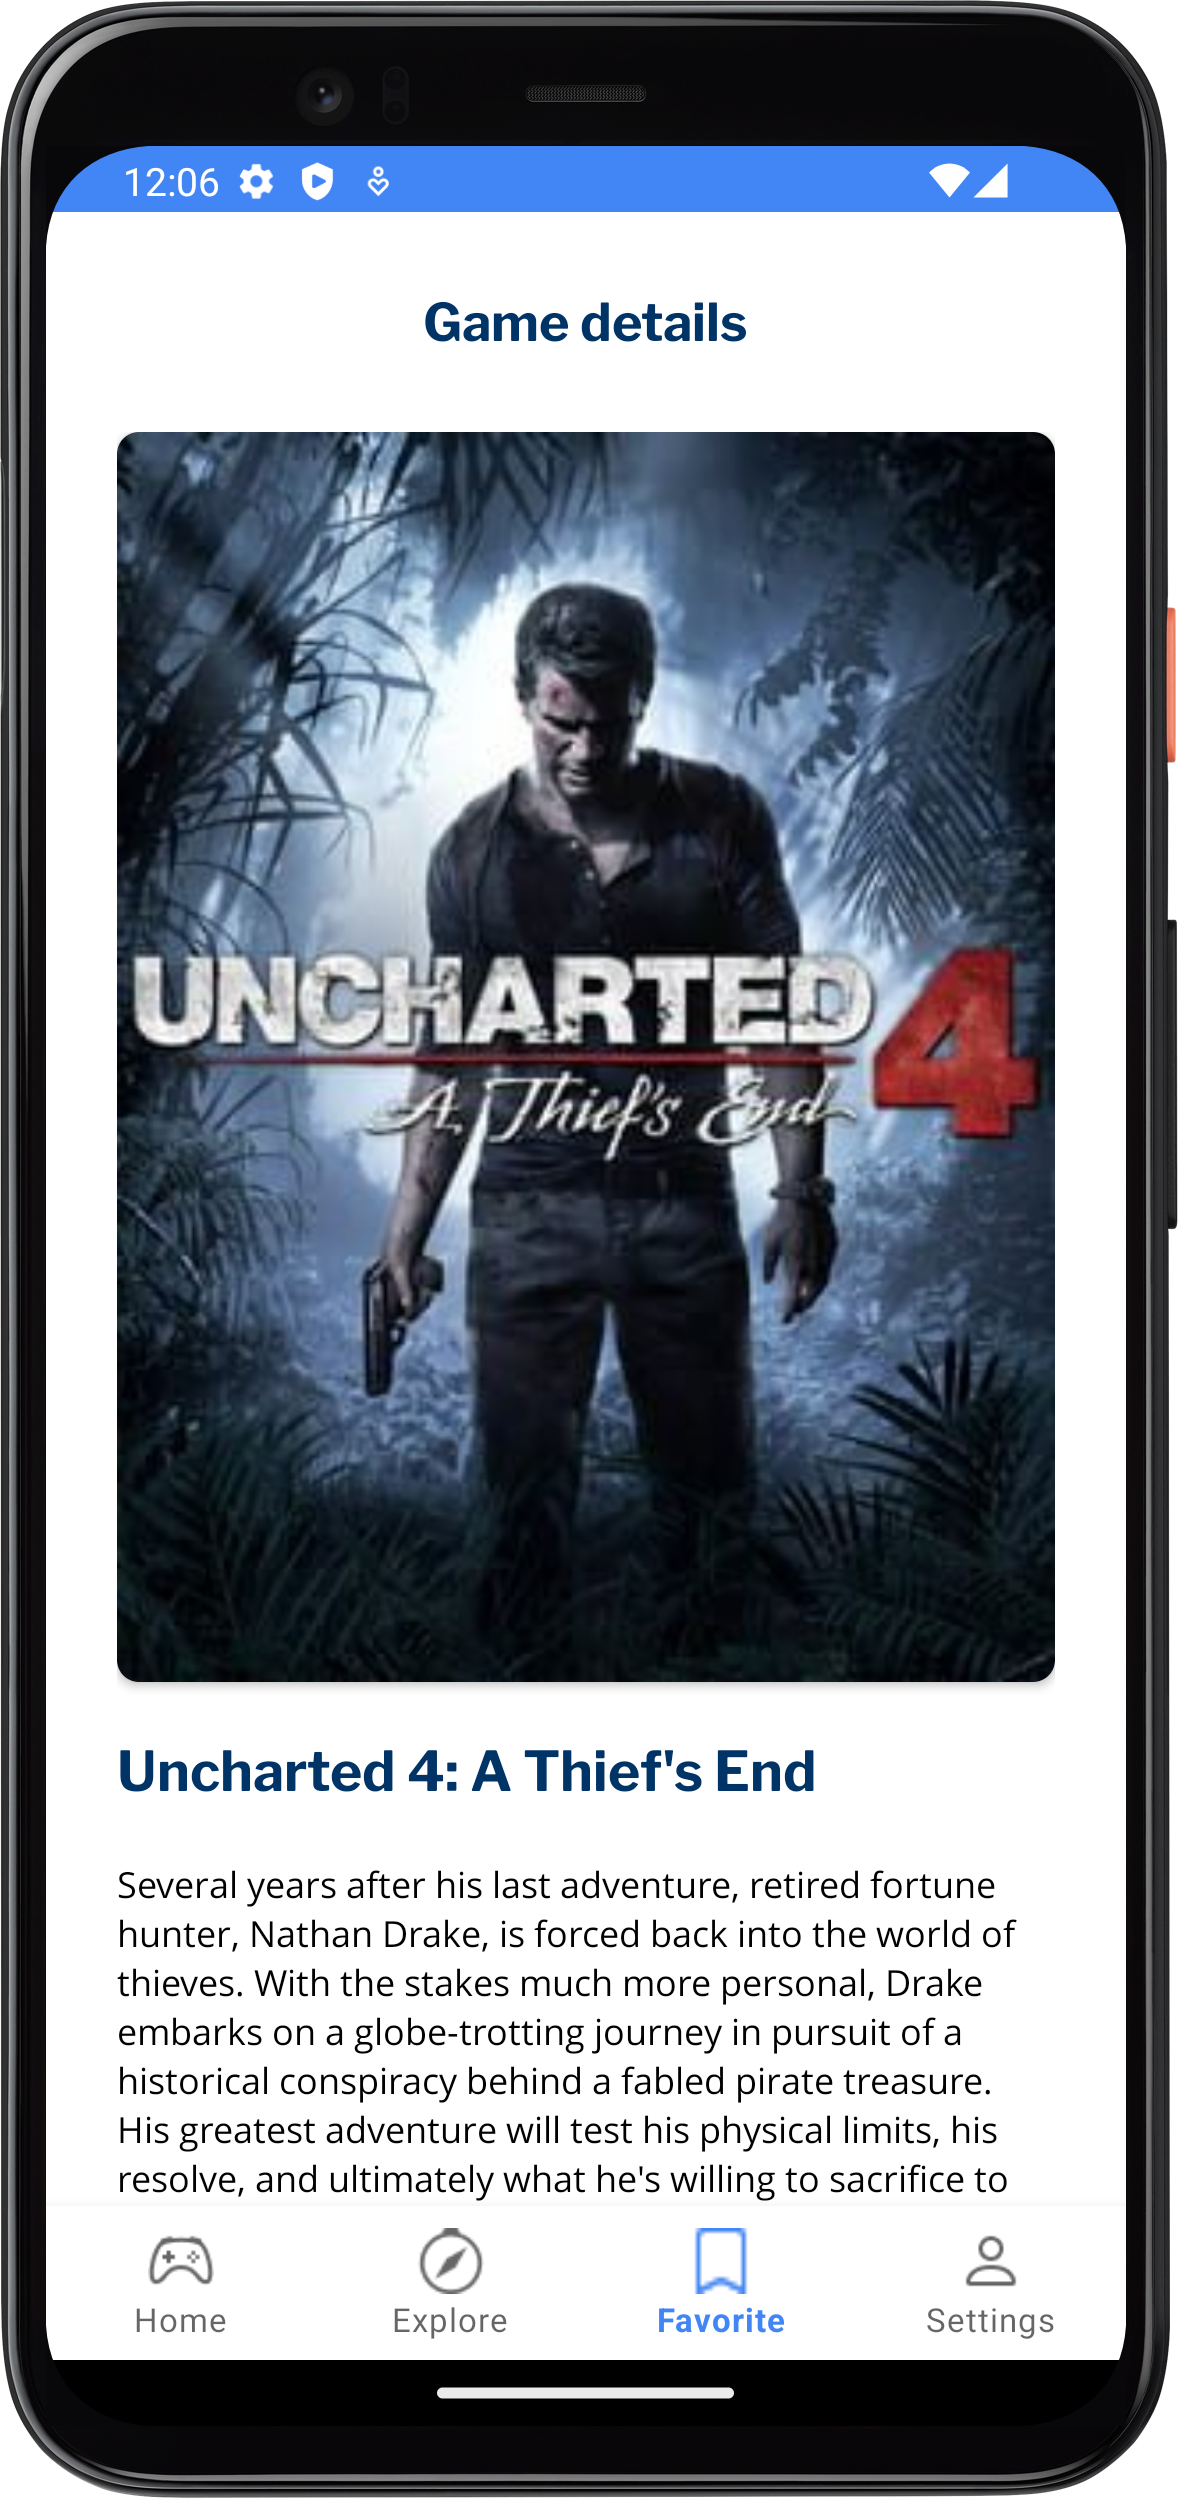 12:06
Game details
UNCHARTED 4
A Thief's End
Uncharted 4: A Thief's End
Several years after his last adventure, retired fortune
hunter, Nathan Drake, is forced back into the world of
thieves. With the stakes much more personal, Drake
embarks on a globe-trotting journey in pursuit of a
historical conspiracy behind a fabled pirate treasure.
His greatest adventure will test his physical limits, his
resolve, and ultimately what he's willing to sacrifice to
Home Explore Favorite Settings